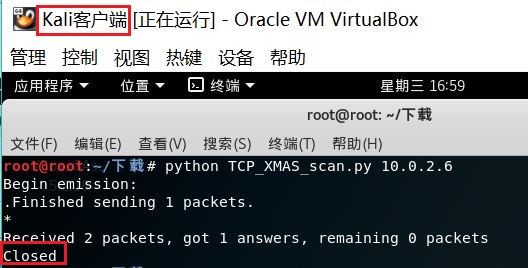 Kali客户端 [正在运行] - Oracle VM VirtualBox
管理 控制 视图 热键 设备 帮助
应用程序 位置 终端 星期三 16:59
root@root: ~/下载
文件(F) 编辑(E) 查看(V) 搜索(S) 终端(T) 帮助(H)
root@root:~/下载# python TCP_XMAS_scan.py 10.0.2.6
Begin emission:
.Finished sending 1 packets.
*
Received 2 packets, got 1 answers, remaining 0 packets
Closed